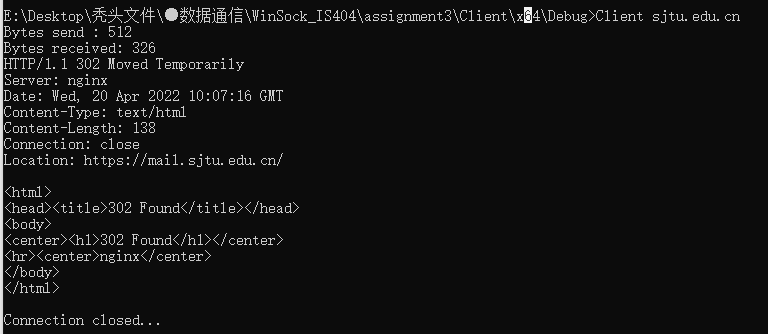 E:\Desktop\秃头文件\●数据通信\WinSock_IS404\assignment3\Client\x64\Debug>Client sjtu.edu.cn
Bytes send : 512
Bytes received: 326
HTTP/1.1 302 Moved Temporarily
Server: nginx
Date: Wed, 20 Apr 2022 10:07:16 GMT
Content-Type: text/html
Content-Length: 138
Connection: close
Location: https://mail.sjtu.edu.cn/
<html>
<head><title>302 Found</title></head>
<body>
<center><h1>302 Found</h1></center>
<hr><center>nginx</center>
</body>
</html>
Connection closed...